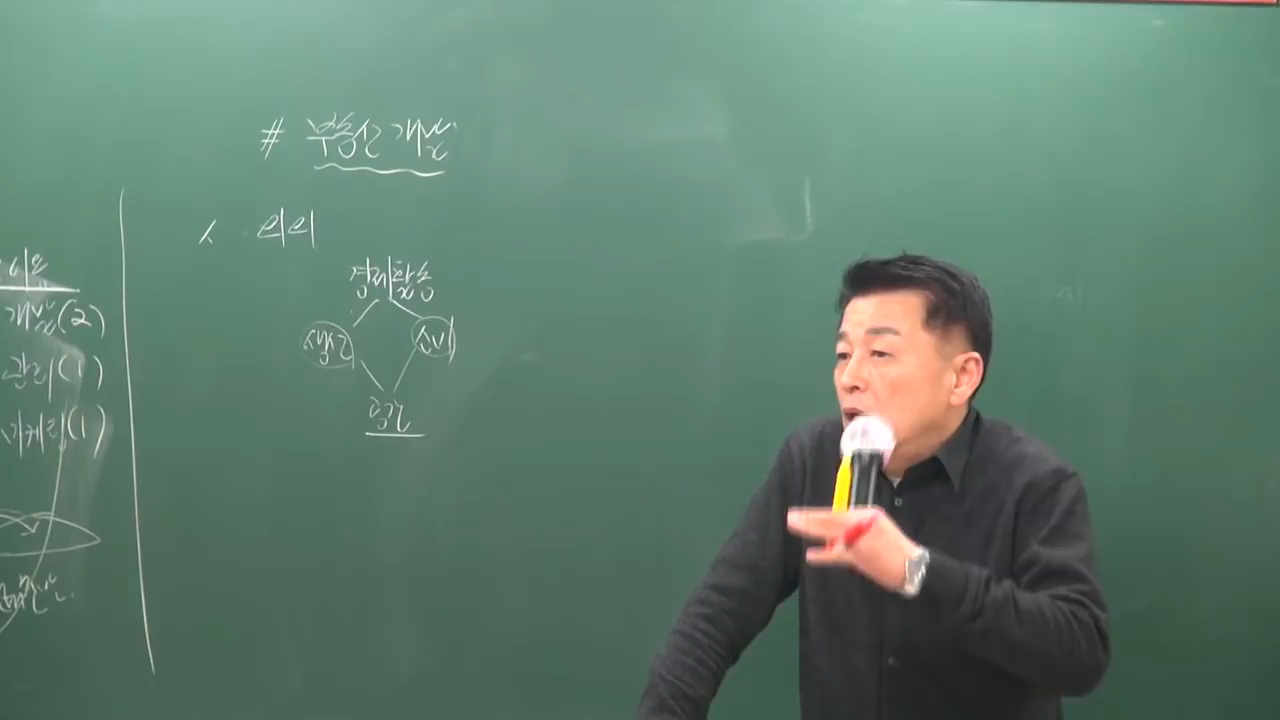 개발(2)
관리(1)
마케팅(1)
# 부동산개발
1. 의의
경제활동
생산 소비
공간